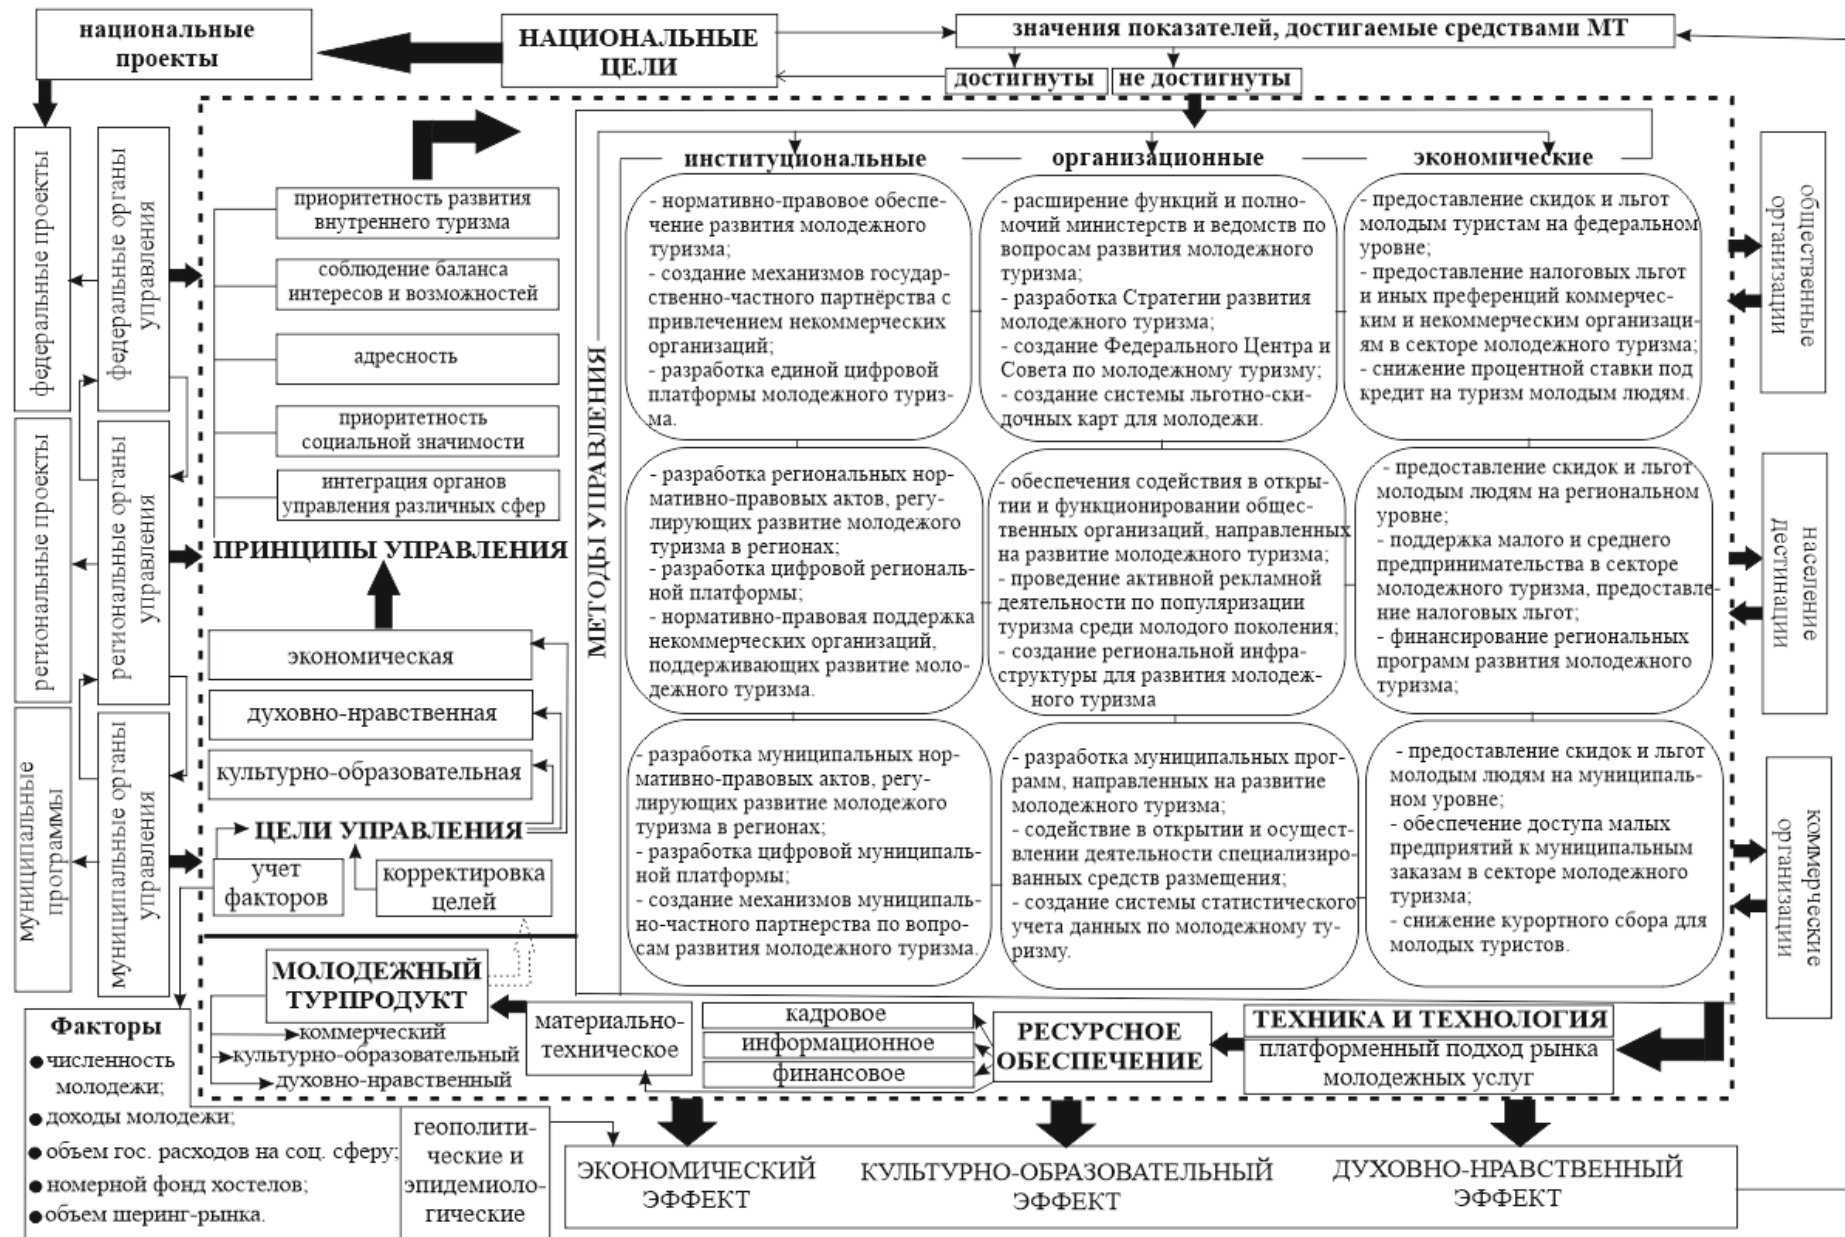 национальные
проекты
НАЦИОНАЛЬНЫЕ
ЦЕЛИ
значения показателей, достигаемые средствами МТ
достигнуты
не достигнуты
федеральные проекты
региональные проекты
муниципальные
программы
федеральные органы
управления
региональные органы
управления
муниципальные органы
управления
приоритетность развития
внутреннего туризма
соблюдение баланса
интересов и возможностей
адресность
приоритетность
социальной значимости
интеграция органов
управления различных сфер
ПРИНЦИПЫ УПРАВЛЕНИЯ
экономическая
духовно-нравственная
культурно-образовательная
ЦЕЛИ УПРАВЛЕНИЯ
учет
факторов
корректировка
целей
МЕТОДЫ УПРАВЛЕНИЯ
институциональные
- нормативно-правовое обеспе-
чение развития молодежного
туризма;
- создание механизмов государ-
ственно-частного партнёрства с
привлечением некоммерческих
организаций;
- разработка единой цифровой
платформы молодежного туриз-
ма.
организационные
- расширение функций и полно-
мочий министерств и ведомств по
вопросам развития молодежного
туризма;
- разработка Стратегии развития
молодежного туризма;
- создание Федерального Центра и
Совета по молодежному туризму;
- создание системы льготно-ски-
дочных карт для молодежи.
экономические
- предоставление скидок и льгот
молодым туристам на федеральном
уровне;
- предоставление налоговых льгот
и иных преференций коммерчес-
ким и некоммерческим организаци-
ям в секторе молодежного туризма;
- снижение процентной ставки под
кредит на туризм молодым людям.
- разработка региональных нор-
мативно-правовых актов, регу-
лирующих развитие молодежого
туризма в регионах;
- разработка цифровой региональ-
ной платформы;
- нормативно-правовая поддержка
некоммерческих организаций,
поддерживающих развитие моло-
дежного туризма.
- обеспечения содействия в откры-
тии и функционировании общес-
твенных организаций, направленных
на развитие молодежного туризма;
- проведение активной рекламной
деятельности по популяризации
туризма среди молодого поколения;
- создание региональной инфра-
структуры для развития молодеж-
ного туризма
- предоставление скидок и льгот
молодым людям на региональном
уровне;
- поддержка малого и среднего
предпринимательства в секторе
молодежного туризма, предоставле-
ние налоговых льгот;
- финансирование региональных
программ развития молодежного
туризма;
- разработка муниципальных нор-
мативно-правовых актов, регу-
лирующих развитие молодежого
туризма в регионах;
- разработка цифровой муниципаль-
ной платформы;
- создание механизмов муниципаль-
но-частного партнерства по вопро-
сам развития молодежного туризма.
- разработка муниципальных прог-
рамм, направленных на развитие
молодежного туризма;
- содействие в открытии и осущест-
влении деятельности специализиро-
ванных средств размещения;
- создание системы статистического
учета данных по молодежному ту-
ризму.
- предоставление скидок и льгот
молодым людям на муниципаль-
ном уровне;
- обеспечение доступа малых
предприятий к муниципальным
заказам в секторе молодежного
туризма;
- снижение курортного сбора для
молодых туристов.
общественные
организации
население
дестинации
коммерческие
организации
МОЛОДЕЖНЫЙ
ТУРПРОДУКТ
коммерческий
культурно-образовательный
духовно-нравственный
материально-
техническое
кадровое
информационное
финансовое
РЕСУРСНОЕ
ОБЕСПЕЧЕНИЕ
ТЕХНИКА И ТЕХНОЛОГИЯ
платформенный подход рынка
молодежных услуг
Факторы
● численность
молодежи;
● доходы молодежи;
● объем гос. расходов на соц. сферу;
● номерной фонд хостелов;
● объем шеринг-рынка.
геополити-
ческие и
эпидемиоло-
гические
ЭКОНОМИЧЕСКИЙ
ЭФФЕКТ
КУЛЬТУРНО-ОБРАЗОВАТЕЛЬНЫЙ
ЭФФЕКТ
ДУХОВНО-НРАВСТВЕННЫЙ
ЭФФЕКТ